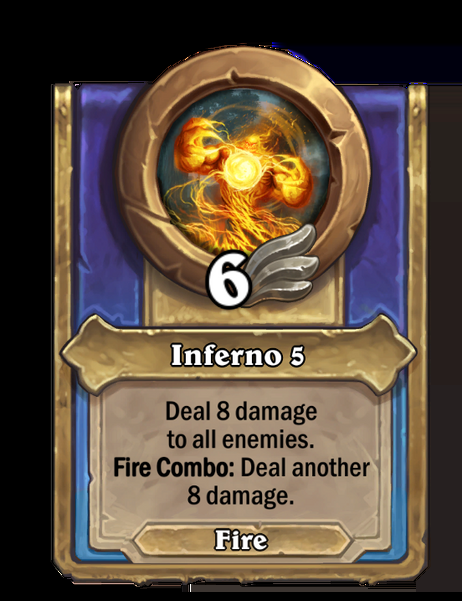 6
Inferno 5
Deal 8 damage
to all enemies.
Fire Combo: Deal another
8 damage.
Fire